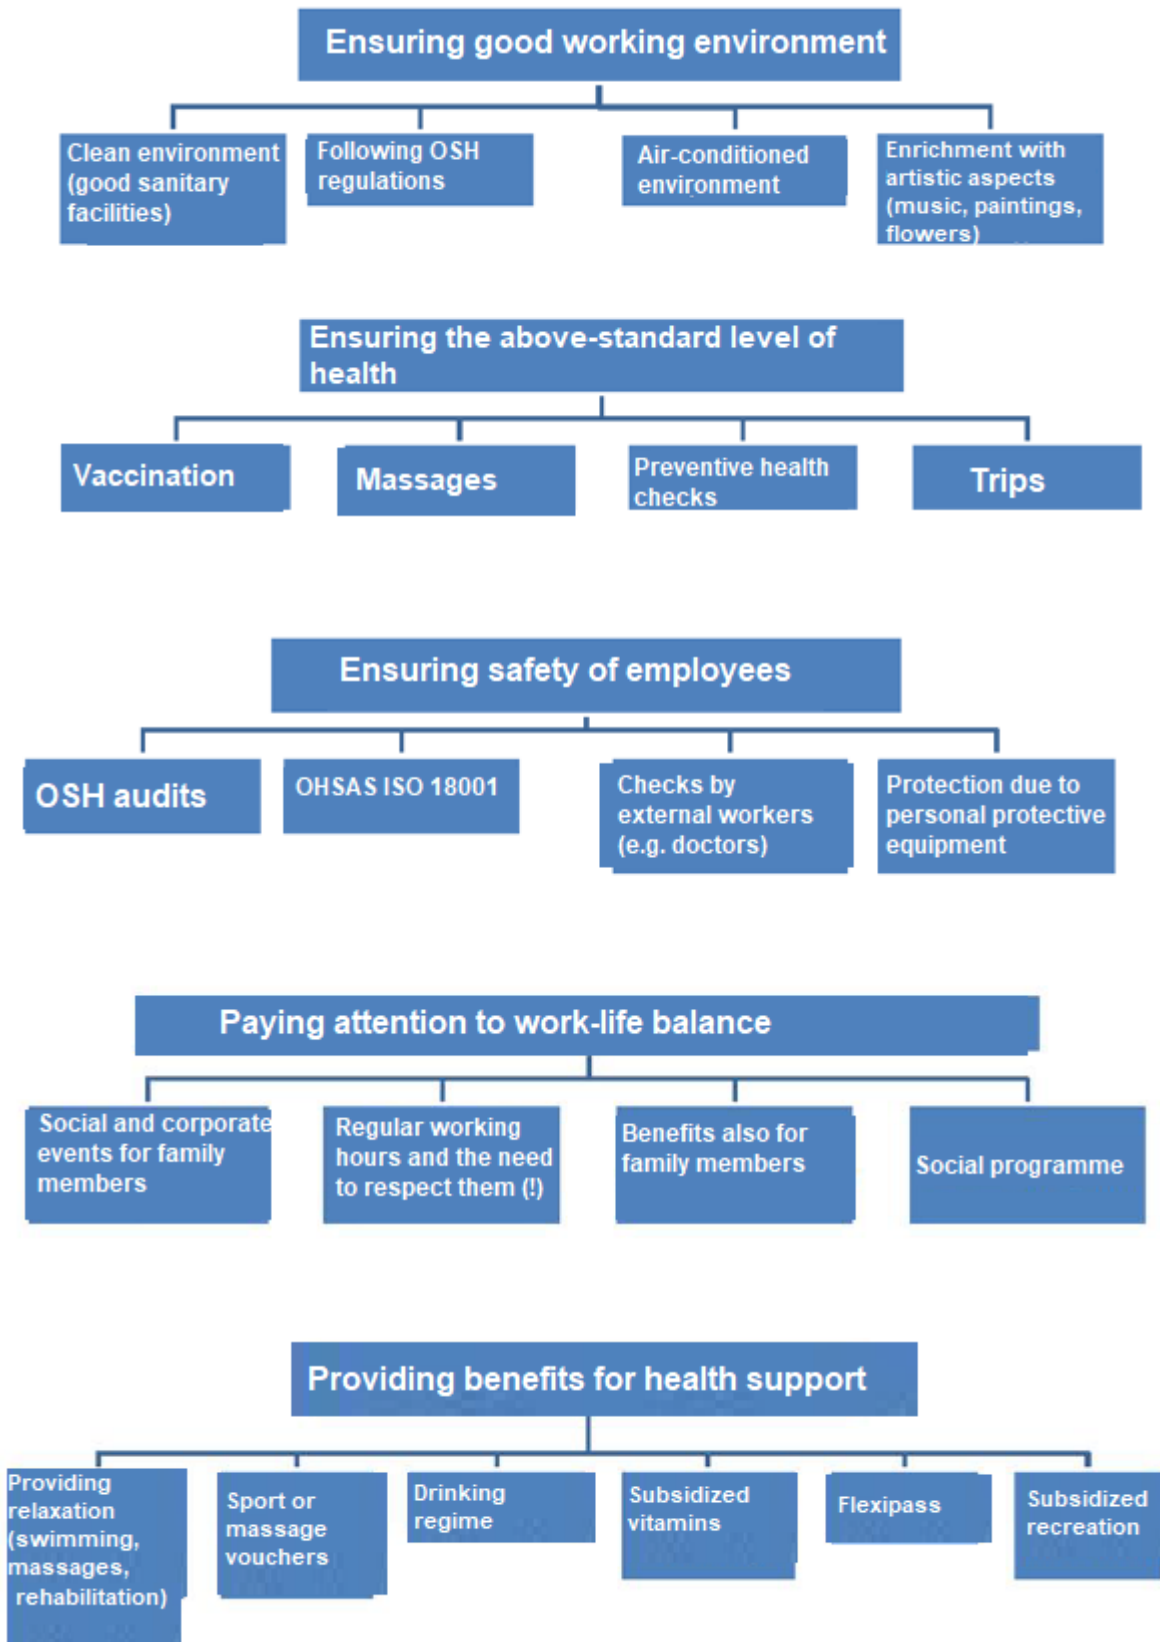 Ensuring good working environment
Clean environment
(good sanitary
facilities)
Following OSH
regulations
Air-conditioned
environment
Enrichment with
artistic aspects
(music, paintings,
flowers)
Ensuring the above-standard level of
health
Vaccination
Massages
Preventive health
checks
Trips
Ensuring safety of employees
OSH audits
OHSAS ISO 18001
Checks by
external workers
(e.g. doctors)
Protection due to
personal protective
equipment
Paying attention to work-life balance
Social and corporate
events for family
members
Regular working
hours and the need
to respect them (!)
Benefits also for
family members
Social programme
Providing benefits for health support
Providing
relaxation
(swimming,
massages,
rehabilitation)
Sport or
massage
vouchers
Drinking
regime
Subsidized
vitamins
Flexipass
Subsidized
recreation